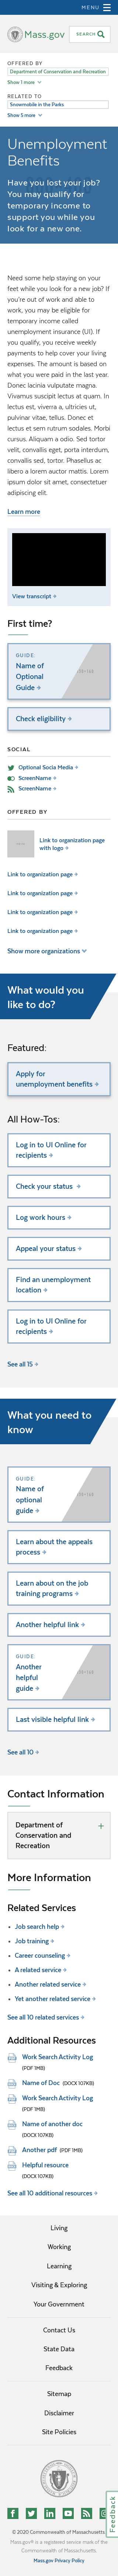 MENU
Mass.gov
SEARCH
OFFERED BY
Department of Conservation and Recreation
Show 1 more
RELATED TO
Snowmobile in the Parks
Show 5 more
Unemployment
Benefits
Have you lost your job?
You may qualify for
temporary income to
support you while you
look for a new one.
Need some help staying on your
feet while you look for a new job? If
you are out of work, you may be
eligible for temporary income called
unemployment insurance (UI). If you
qualify, you can receive these
weekly payments to help you cover
your living expenses. The amount is
based on what you were paid in the
last year. Donec lacinia vulicula magna.
Vivamus suscipit lectus at quam. In
lectus est, viverra a, ultricies ut,
pulvinar vitae, tellus. Donec ut
lectus et sem rutrum sodales. Morbi
cursus. Aliquam a odio. Sed tortor
velit, convallis eget, porta interdum,
convallis sed, tortor. Phasellus ac
libero a lorem auctor mattis. Lorem
ipsum dolor sit amet, consectetuer
adipiscing elit.
Learn more
View transcript
First time?
GUIDE
Name of
Optional
Guide
Check eligibility
SOCIAL
Optional Socia Media
ScreenName
ScreenName
OFFERED BY
Link to organization page
with logo
Link to organization page
Link to organization page
Link to organization page
Link to organization page
Show more organizations
What would you
like to do?
Featured:
Apply for
unemployment benefits
All How-Tos:
Log in to UI Online for
recipients
Check your status
Log work hours
Appeal your status
Find an unemployment
location
Log in to UI Online for
recipients
See all 15
What you need to
know
GUIDE
Name of
optional
guide
Learn about the appeals
process
Learn about on the job
training programs
Another helpful link
GUIDE
Another
helpful
guide
Last visible helpful link
See all 10
Contact Information
Department of
Conservation and
Recreation
More Information
Related Services
Job search help
Job training
Career counseling
A related service
Another related service
Yet another related service
See all 10 related services
Additional Resources
Work Search Activity Log
(PDF 1MB)
Name of Doc (DOCX 107KB)
Work Search Activity Log
(PDF 1MB)
Name of another doc
(DOCX 107KB)
Another pdf (PDF 1MB)
Helpful resource
(DOCX 107KB)
See all 10 additional resources
Living
Working
Learning
Visiting & Exploring
Your Government
Contact Us
State Data
Feedback
Sitemap
Disclaimer
Site Policies
Feedback
© 2020 Commonwealth of Massachusetts.
Mass.gov® is a registered service mark of the
Commonwealth of Massachusetts
Mass.gov Privacy Policy